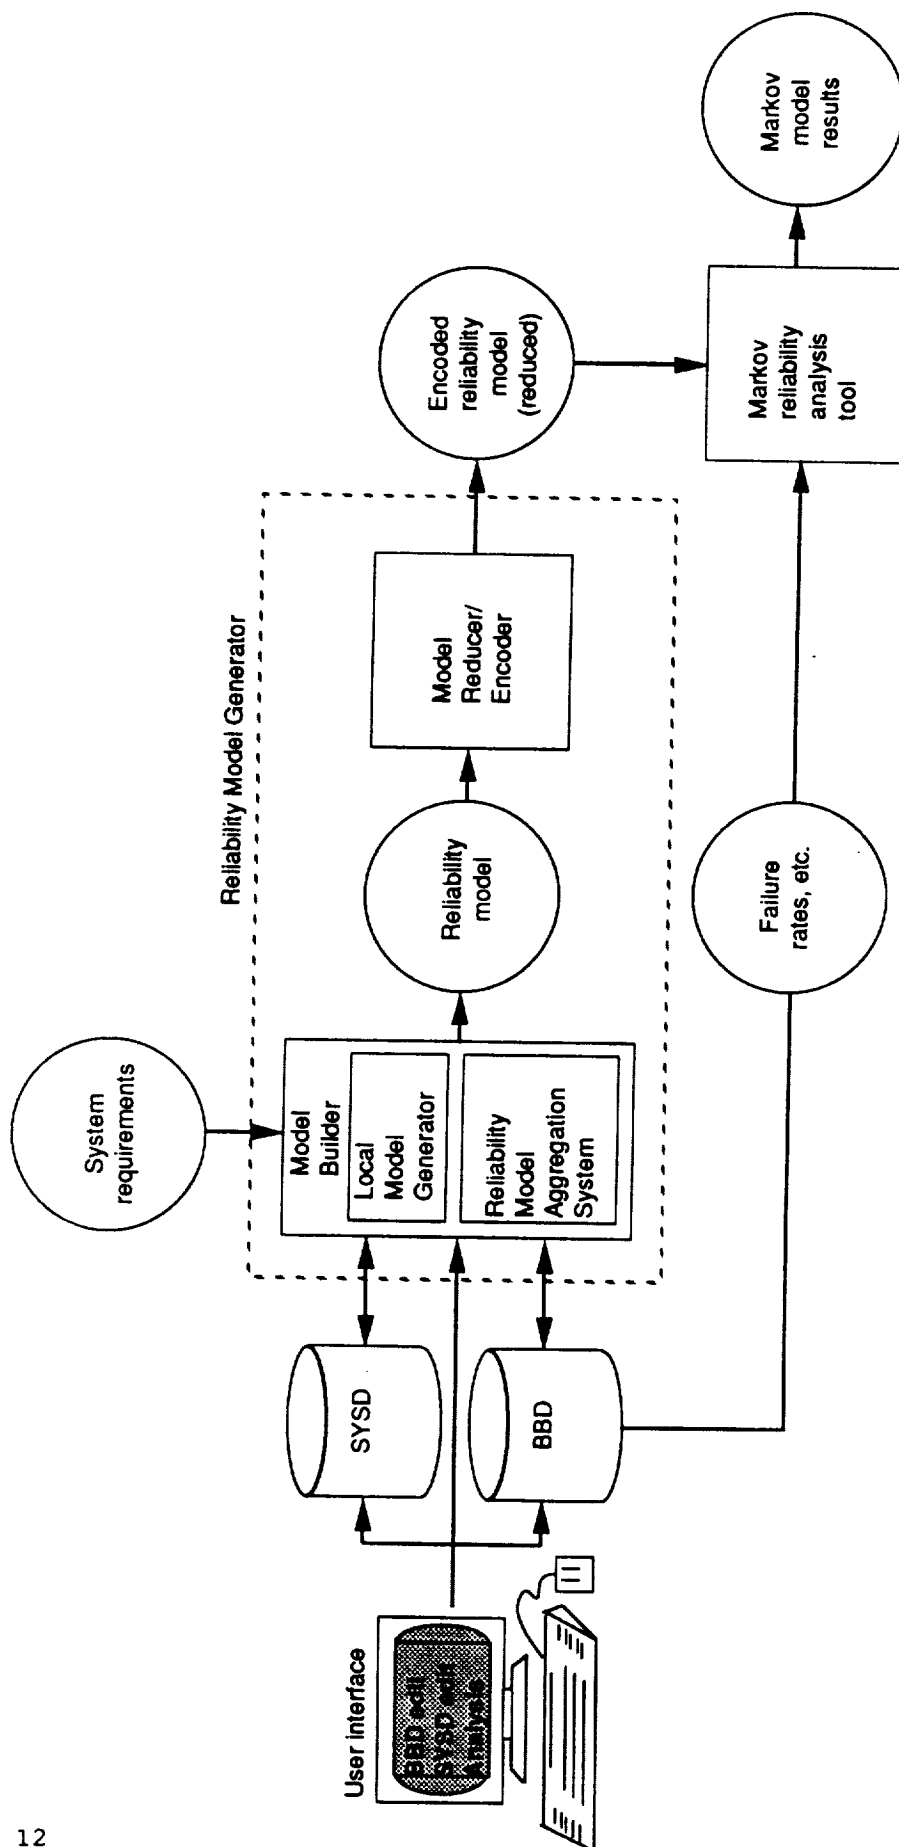 12
User interface
BBD edit
SYSD edit
Analysis
SYSD
BBD
System
requirements
Reliability Model Generator
Model
Builder
Local
Model
Generator
Reliability
Model
Aggregation
System
Reliability
model
Model
Reducer/
Encoder
Encoded
reliability
model
(reduced)
Failure
rates, etc.
Markov
reliability
analysis
tool
Markov
model
results